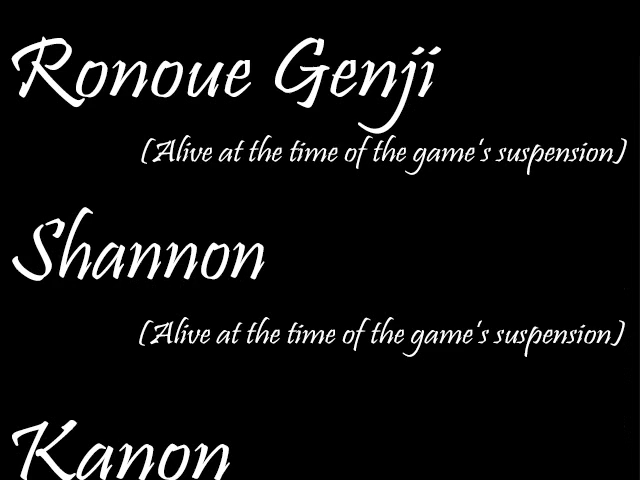 Ronoue Genji
(Alive at the time of the game's suspension)
Shannon
(Alive at the time of the game's suspension)
Kanon